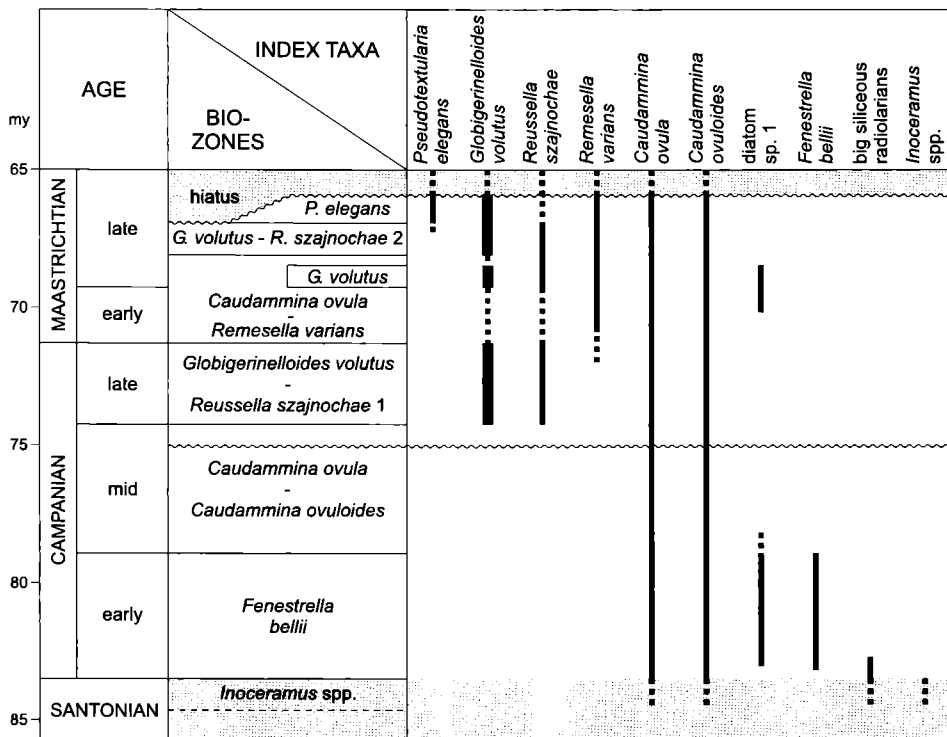 INDEX TAXA
AGE
BIO-
ZONES
my
Pseudotextularia
elegans
Globigerinelloides
volutus
Reussella
szajnochae
Remesella
varians
Caudammina
ovula
Caudammina
ovuloides
diatom
sp. 1
Fenestrella
bellii
big siliceous
radiolarians
Inoceramus
spp.
65
70
75
80
85
MAASTRICHTIAN
late
early
CAMPANIAN
late
mid
early
SANTONIAN
hiatus
P. elegans
G. volutus - R. szajnochae 2
G. volutus
Caudammina ovula
-
Remesella varians
Globigerinelloides volutus
-
Reussella szajnochae 1
Caudammina ovula
-
Caudammina ovuloides
Fenestrella
bellii
Inoceramus spp.